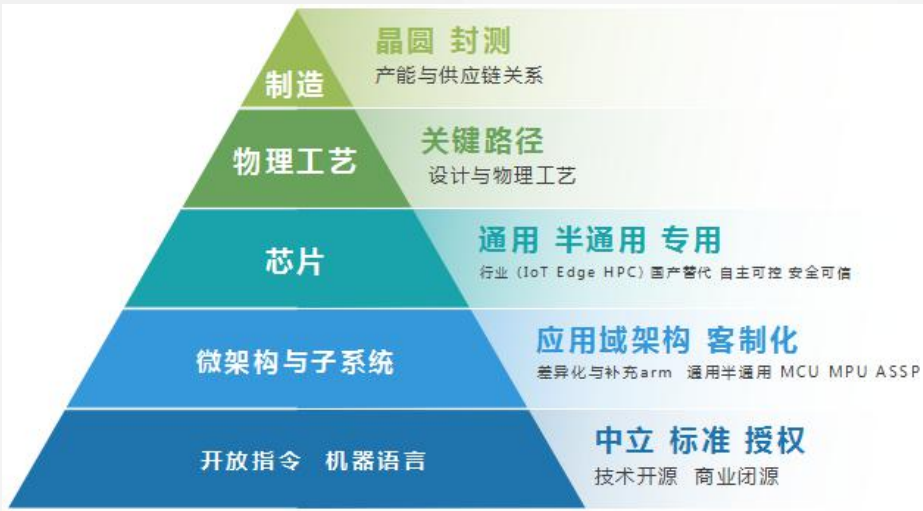 晶圆 封测
制造
产能与供应链关系
关键路径
物理工艺
设计与物理工艺
通用 半通用 专用
芯片
行业 (IoT Edge HPC) 国产替代 自主可控 安全可信
应用域架构 客制化
微架构与子系统
差异化与补充arm 通用半通用 MCU MPU ASSP
中立 标准 授权
开放指令 机器语言
技术开源 商业闭源